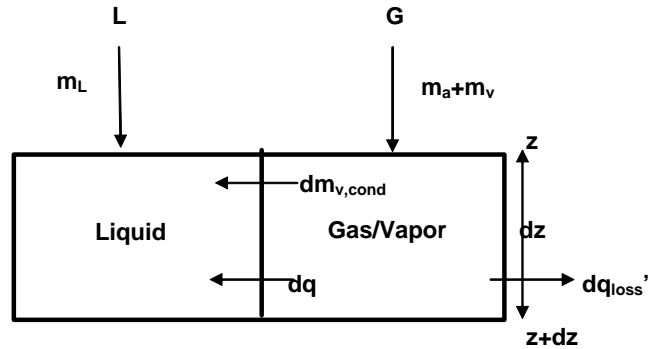 L G
m_L m_a+m_v
z
dm_v,cond
Liquid Gas/Vapor dz
dq dq_loss’
z+dz